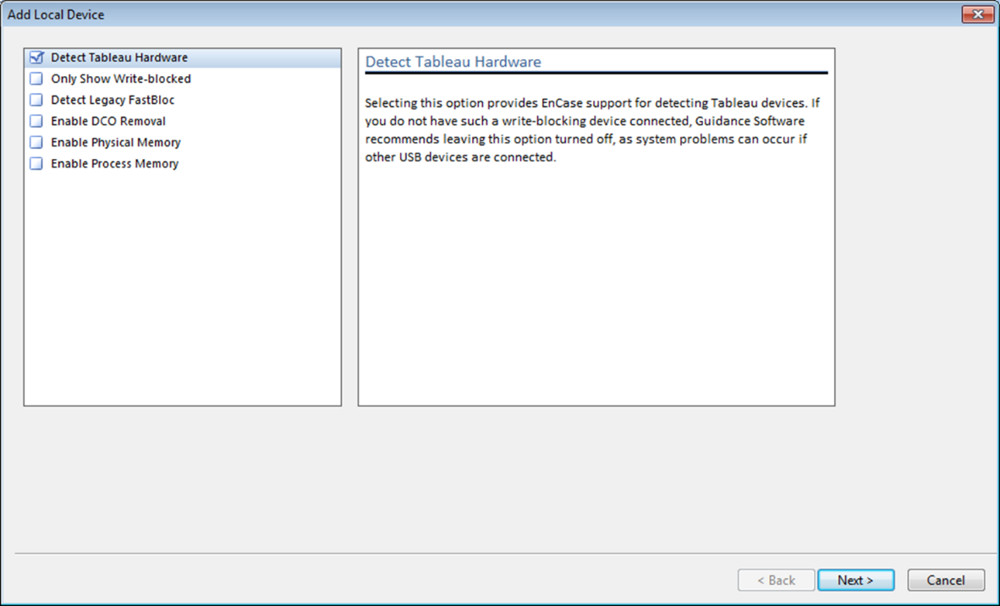 Add Local Device
Detect Tableau Hardware
Only Show Write-blocked
Detect Legacy FastBloc
Enable DCO Removal
Enable Physical Memory
Enable Process Memory
Detect Tableau Hardware
Selecting this option provides EnCase support for detecting Tableau devices. If
you do not have such a write-blocking device connected, Guidance Software
recommends leaving this option turned off, as system problems can occur if
other USB devices are connected.
< Back
Next >
Cancel